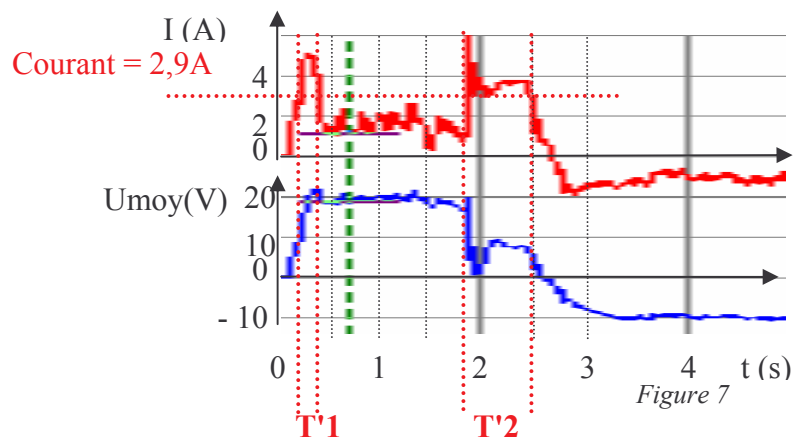 I (A)
Courant = 2,9A
4
2
0
Umoy(V)
20
10
0
- 10
0 1 2 3 4 t (s)
Figure 7
T'1 T'2